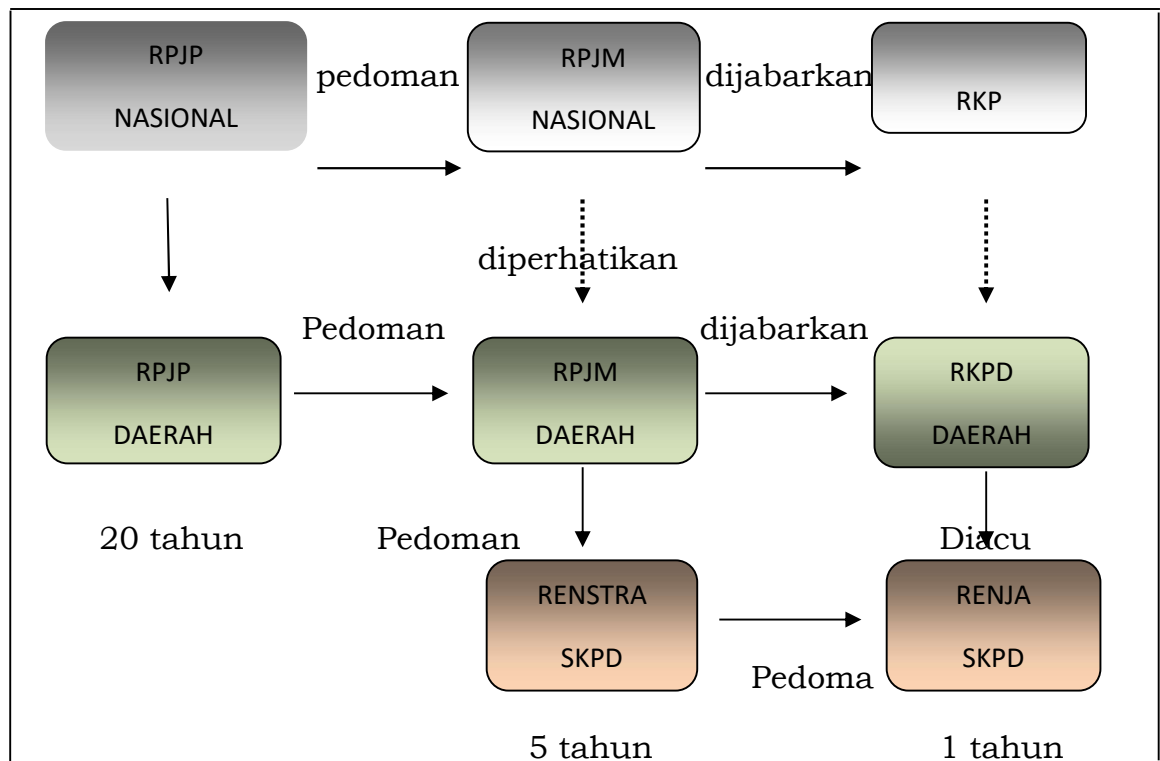 RPJP
NASIONAL
pedoman
RPJM
NASIONAL
dijabarkan
RKP
diperhatikan
RPJP
DAERAH
Pedoman
RPJM
DAERAH
dijabarkan
RKPD
DAERAH
20 tahun
Pedoman
Diacu
RENSTRA
SKPD
Pedoma
RENJA
SKPD
5 tahun
1 tahun